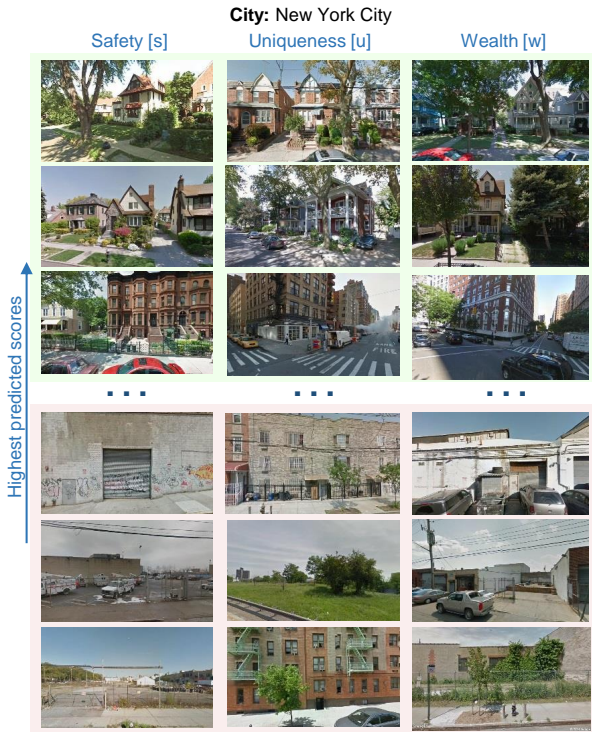 City: New York City
Safety [s] Uniqueness [u] Wealth [w]
Highest predicted scores
. . . . . . . . .